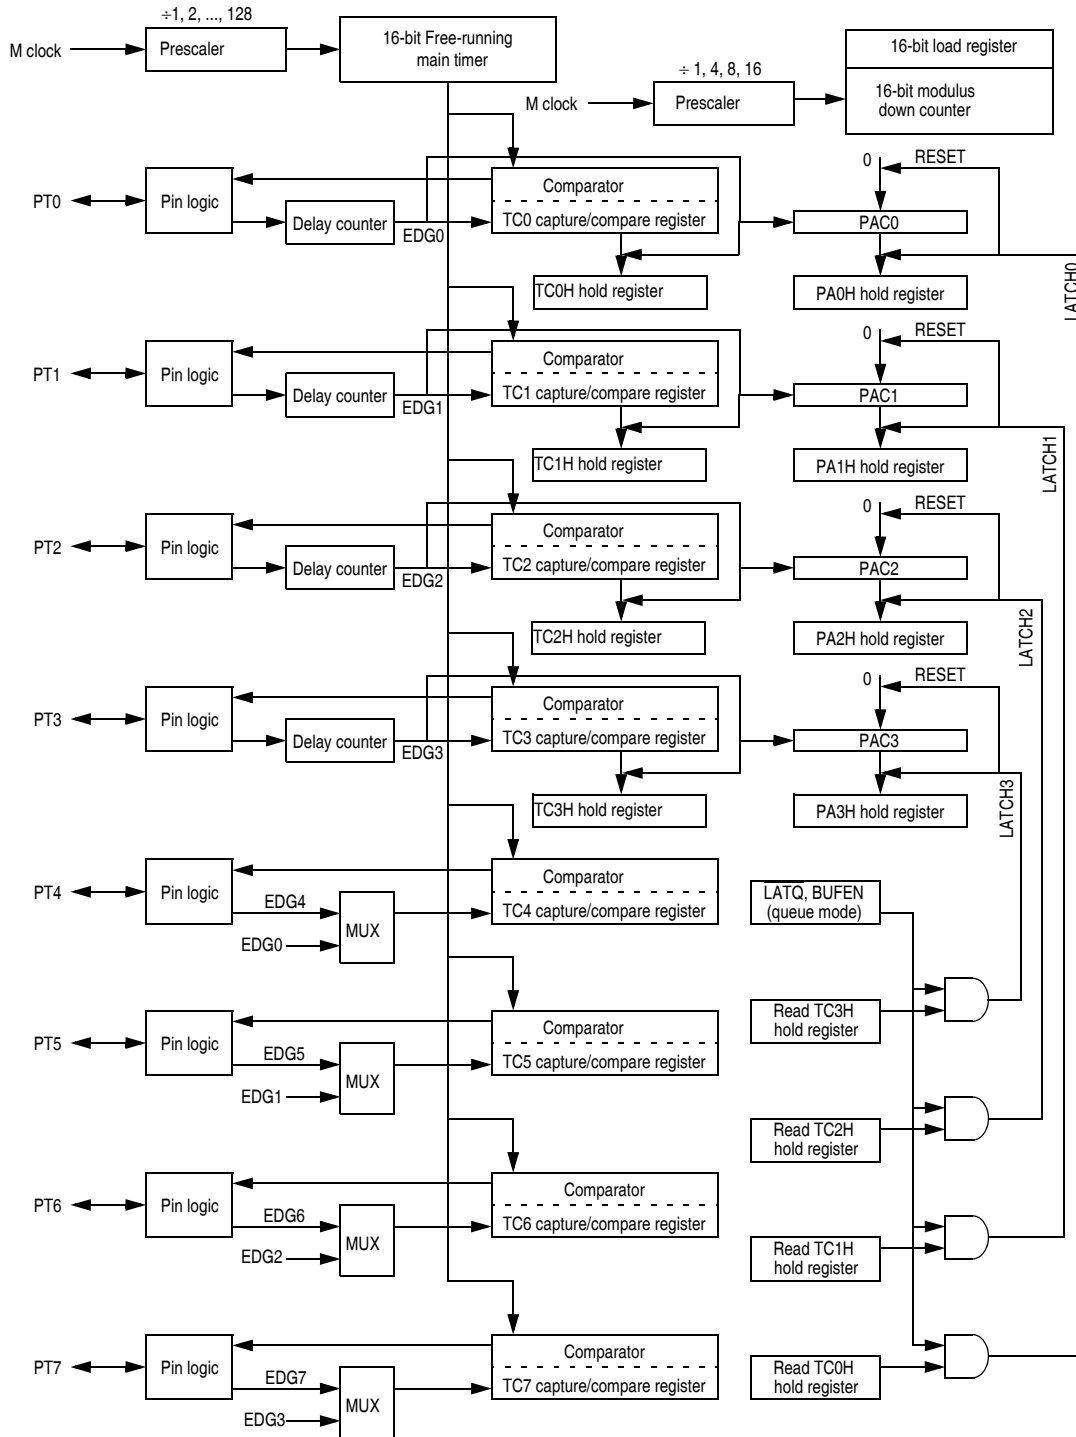 ÷1, 2, ..., 128
M clock
Prescaler
16-bit Free-running
main timer
16-bit load register
÷ 1, 4, 8, 16
M clock
Prescaler
16-bit modulus
down counter
0
RESET
PT0
Pin logic
Comparator
Delay counter
EDG0
TC0 capture/compare register
PAC0
TC0H hold register
PA0H hold register
LATCH0
0
RESET
PT1
Pin logic
Comparator
Delay counter
EDG1
TC1 capture/compare register
PAC1
TC1H hold register
PA1H hold register
LATCH1
0
RESET
PT2
Pin logic
Comparator
Delay counter
EDG2
TC2 capture/compare register
PAC2
TC2H hold register
PA2H hold register
LATCH2
0
RESET
PT3
Pin logic
Comparator
Delay counter
EDG3
TC3 capture/compare register
PAC3
TC3H hold register
PA3H hold register
LATCH3
PT4
Pin logic
Comparator
EDG4
MUX
TC4 capture/compare register
EDG0
LATQ, BUFEN
(queue mode)
PT5
Pin logic
Comparator
EDG5
MUX
TC5 capture/compare register
EDG1
Read TC3H
hold register
Read TC2H
hold register
PT6
Pin logic
Comparator
EDG6
MUX
TC6 capture/compare register
EDG2
Read TC1H
hold register
PT7
Pin logic
Comparator
EDG7
MUX
TC7 capture/compare register
EDG3
Read TC0H
hold register